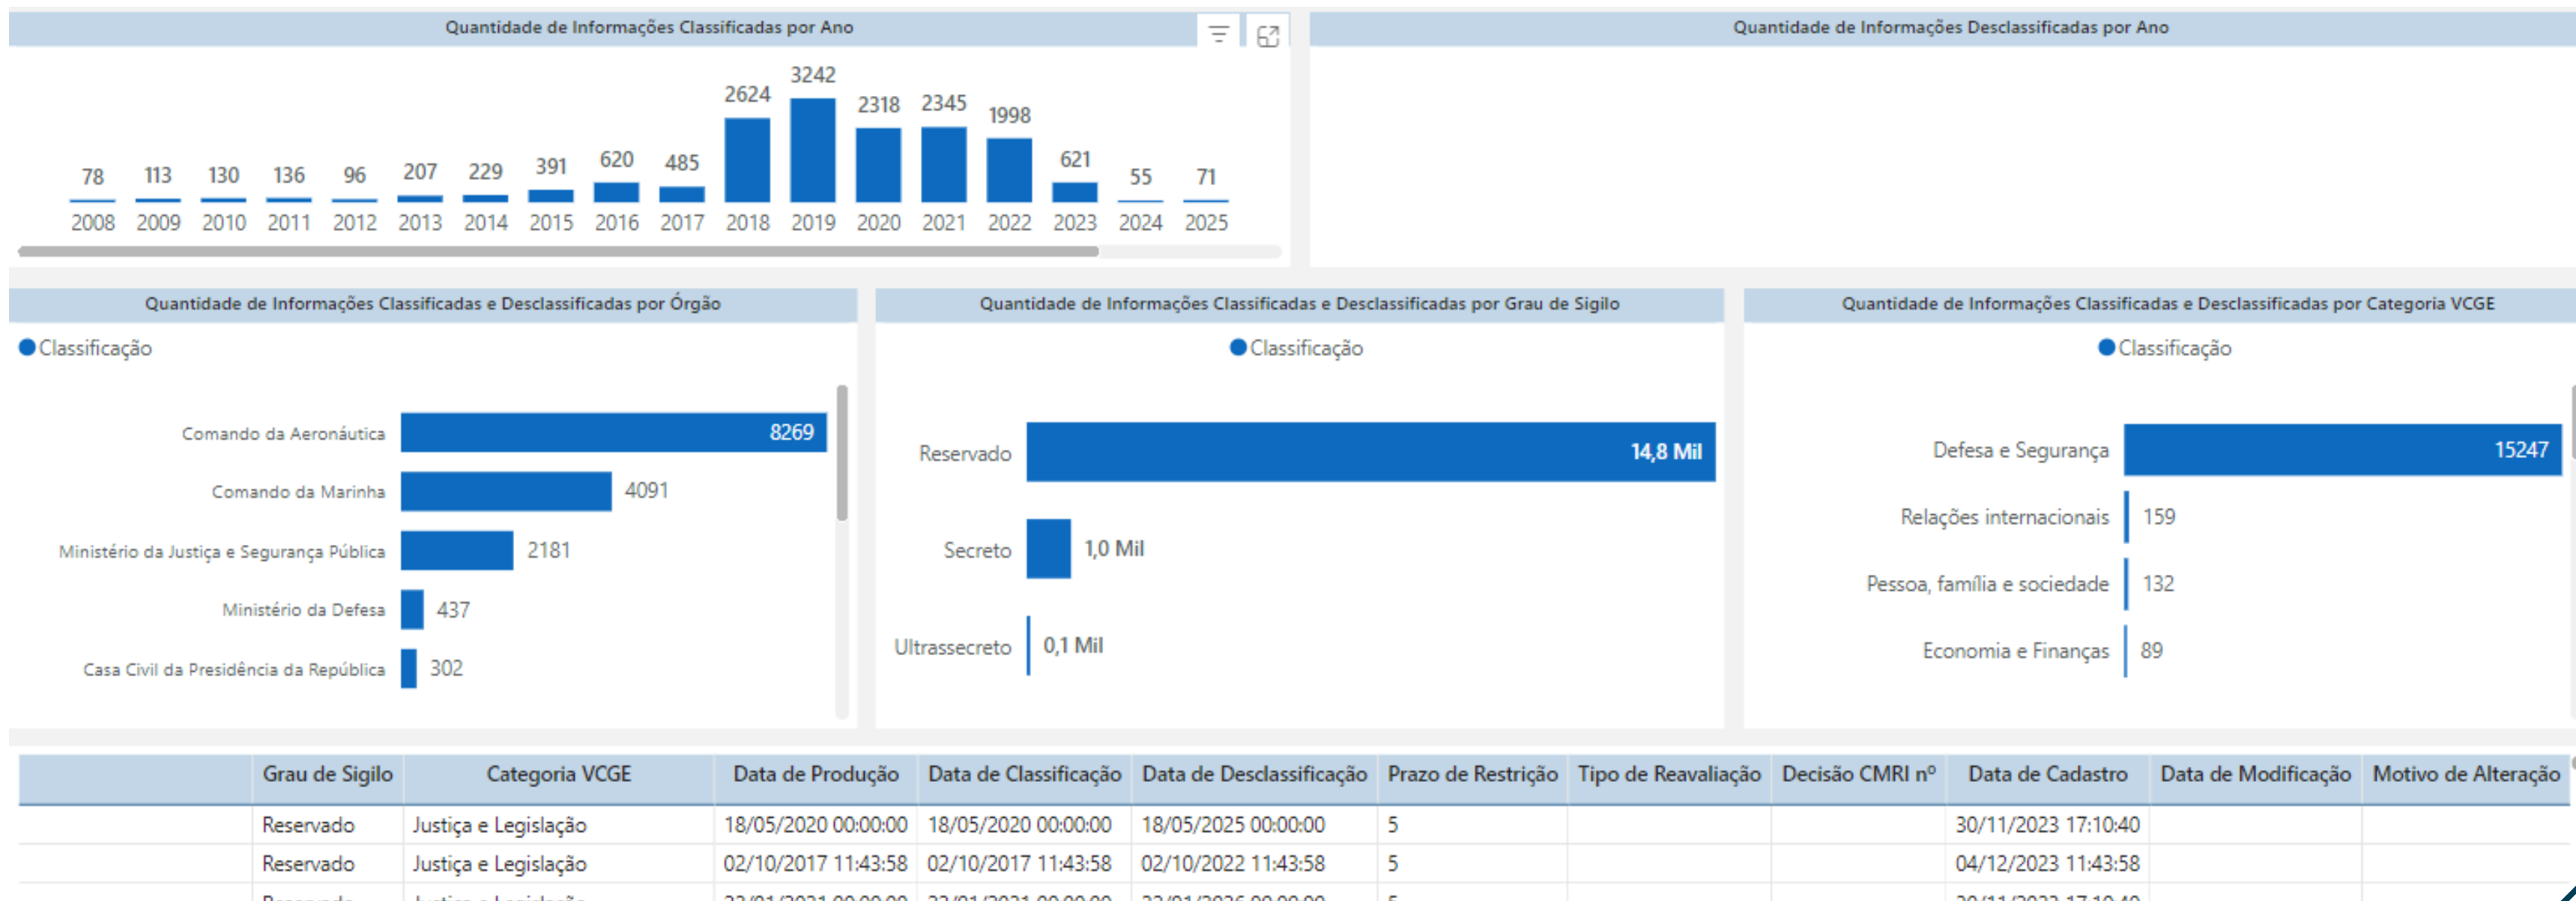 Quantidade de Informações Classificadas por Ano
78 113 130 136 96 207 229 391 620 485 2624 3242 2318 2345 1998 621 55 71
2008 2009 2010 2011 2012 2013 2014 2015 2016 2017 2018 2019 2020 2021 2022 2023 2024 2025
Quantidade de Informações Desclassificadas por Ano
Quantidade de Informações Classificadas e Desclassificadas por Órgão
Classificação
Comando da Aeronáutica 8269
Comando da Marinha 4091
Ministério da Justiça e Segurança Pública 2181
Ministério da Defesa 437
Casa Civil da Presidência da República 302
Quantidade de Informações Classificadas e Desclassificadas por Grau de Sigilo
Classificação
Reservado 14,8 Mil
Secreto 1,0 Mil
Ultrassecreto 0,1 Mil
Quantidade de Informações Classificadas e Desclassificadas por Categoria VCGE
Classificação
Defesa e Segurança 15247
Relações internacionais 159
Pessoa, família e sociedade 132
Economia e Finanças 89
Grau de Sigilo Categoria VCGE Data de Produção Data de Classificação Data de Desclassificação Prazo de Restrição Tipo de Reavaliação Decisão CMRI nº Data de Cadastro Data de Modificação Motivo de Alteração
Reservado Justiça e Legislação 18/05/2020 00:00:00 18/05/2020 00:00:00 18/05/2025 00:00:00 5 30/11/2023 17:10:40
Reservado Justiça e Legislação 02/10/2017 11:43:58 02/10/2017 11:43:58 02/10/2022 11:43:58 5 04/12/2023 11:43:58